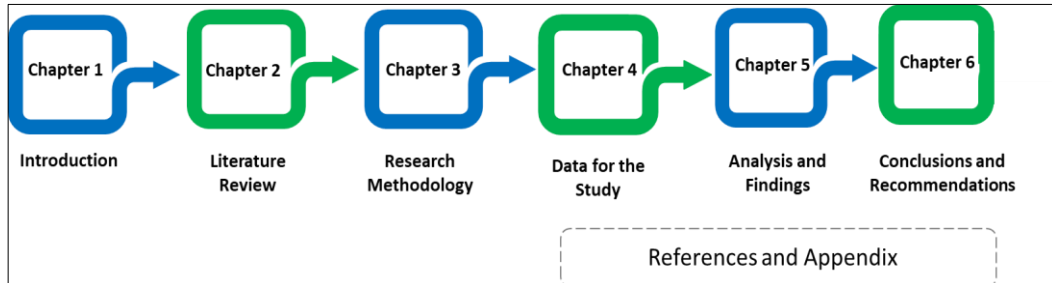 Chapter 1
Chapter 2
Chapter 3
Chapter 4
Chapter 5
Chapter 6
Introduction
Literature
Review
Research
Methodology
Data for the
Study
Analysis and
Findings
Conclusions and
Recommendations
References and Appendix